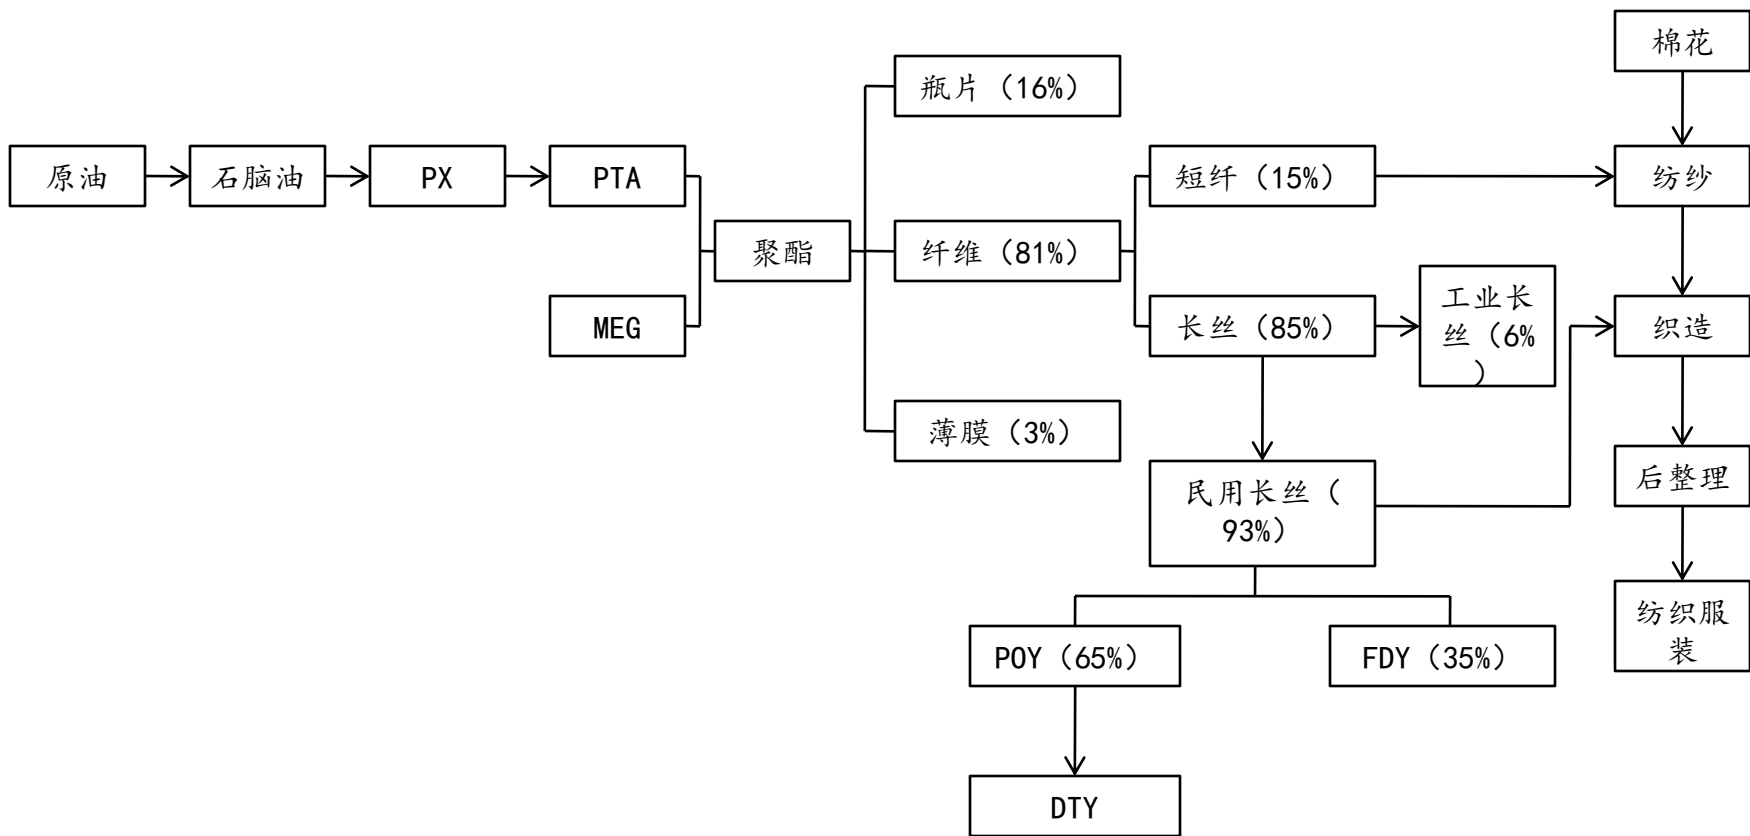 棉花
瓶片（16%）
原油
石脑油
PX
PTA
短纤（15%）
纺纱
聚酯
纤维（81%）
MEG
长丝（85%）
工业长
丝（6%
）
织造
薄膜（3%）
民用长丝（
93%）
后整理
POY（65%）
FDY（35%）
纺织服
装
DTY